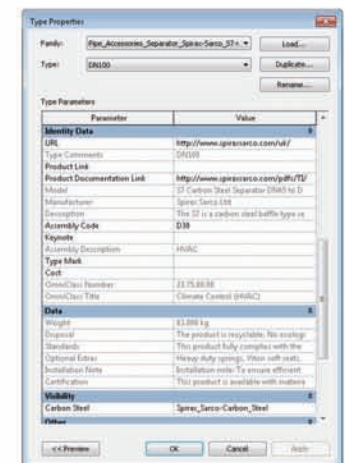 Type Properties
Family: Pipe_Accessories_Separator_Spirax-Sarco_S7 Load...
Type: DN100 Duplicate...
Rename...
Type Parameters
Parameter Value
Identity Data
URL http://www.spiraxsarco.com/uk/
Type Comments DN100
Product Link
Product Documentation Link http://www.spiraxsarco.com/pdfs/TI/
Model S7 Carbon Steel Separator DN65 to D
Manufacturer Spirax Sarco Ltd
Description The S7 is a carbon steel baffle type se
Assembly Code D30
Keynote
Assembly Description HVAC
Type Mark
Cost
OmniClass Number
OmniClass Title Climate Control (HVAC)
Data
Weight kg
Disposal The product is recyclable. No ecologi
Standards This product fully complies with the
Optional Extras Heavy duty springs, Viton soft seats,
Installation Note Installation note: To ensure efficient
Certification This product is available with materia
Visibility
Carbon Steel Spirax_Sarco-Carbon_Steel
Other
<< Preview OK Cancel Apply